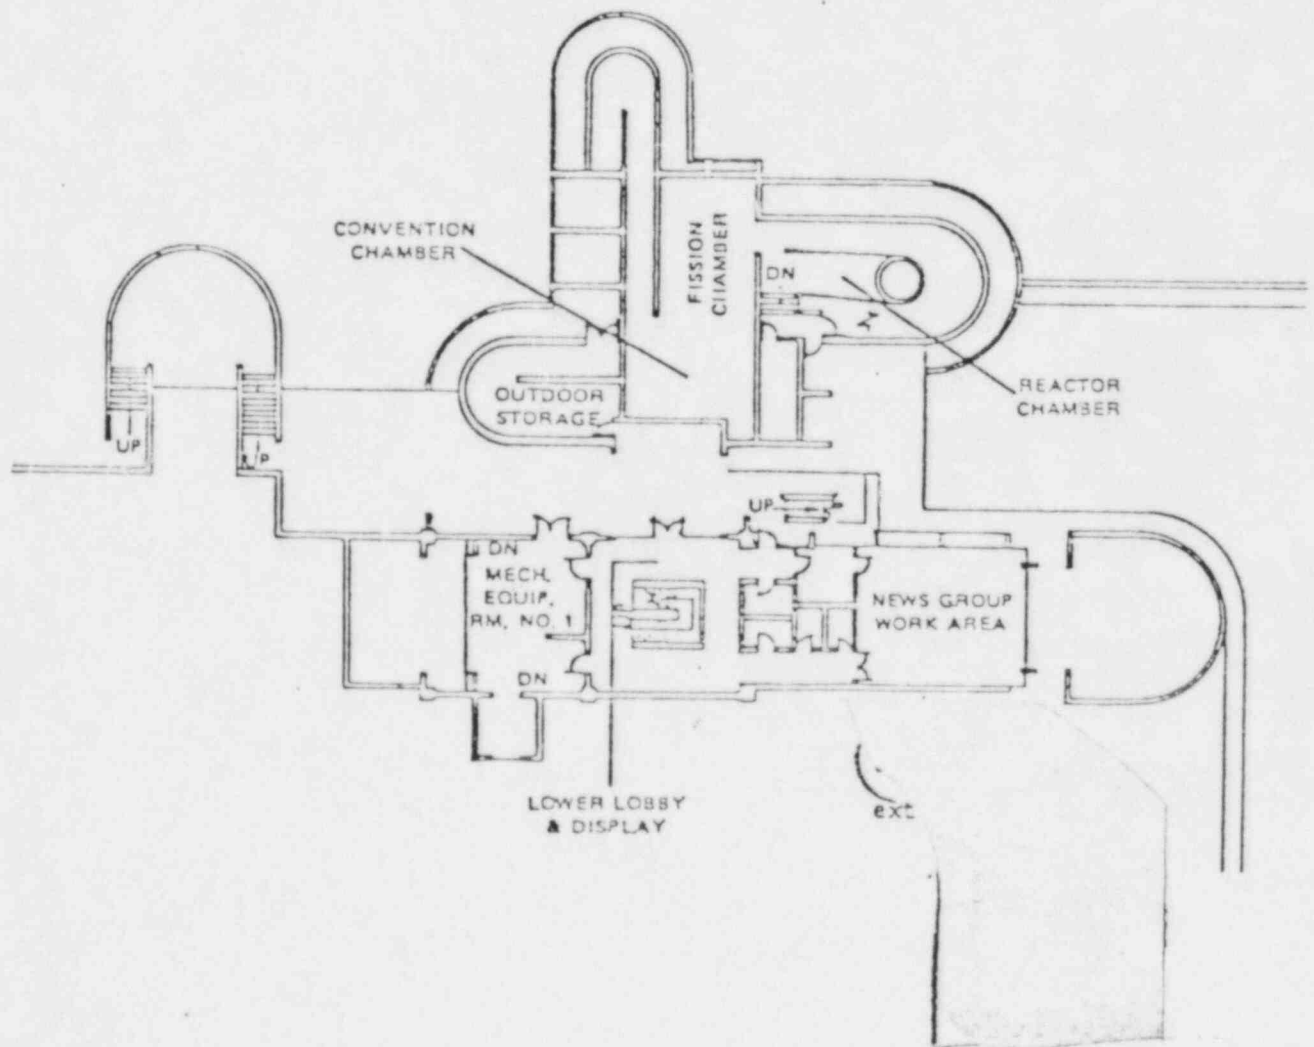 CONVENTION
CHAMBER
FISSION
CHAMBER
DN
REACTOR
CHAMBER
OUTDOOR
STORAGE
UP
UP
UP
DN
MECH.
EQUIP.
RM. NO. 1
DN
NEWS GROUP
WORK AREA
LOWER LOBBY
& DISPLAY
ext